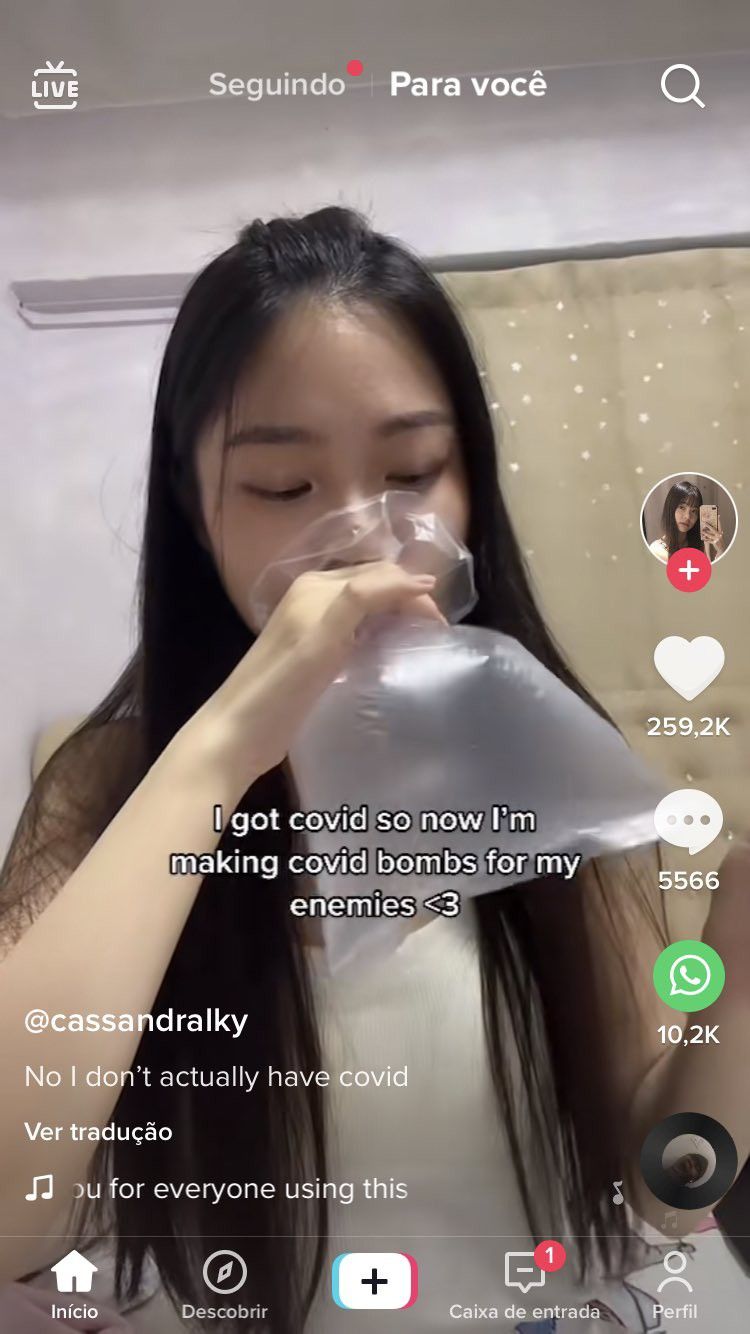 LIVE
Seguindo
Para você
259,2K
I got covid so now I'm
making covid bombs for my
enemies <3
5566
10,2K
@cassandralky
No I don't actually have covid
Ver tradução
for everyone using this
1
Início
Descobrir
Caixa de entrada
Perfil